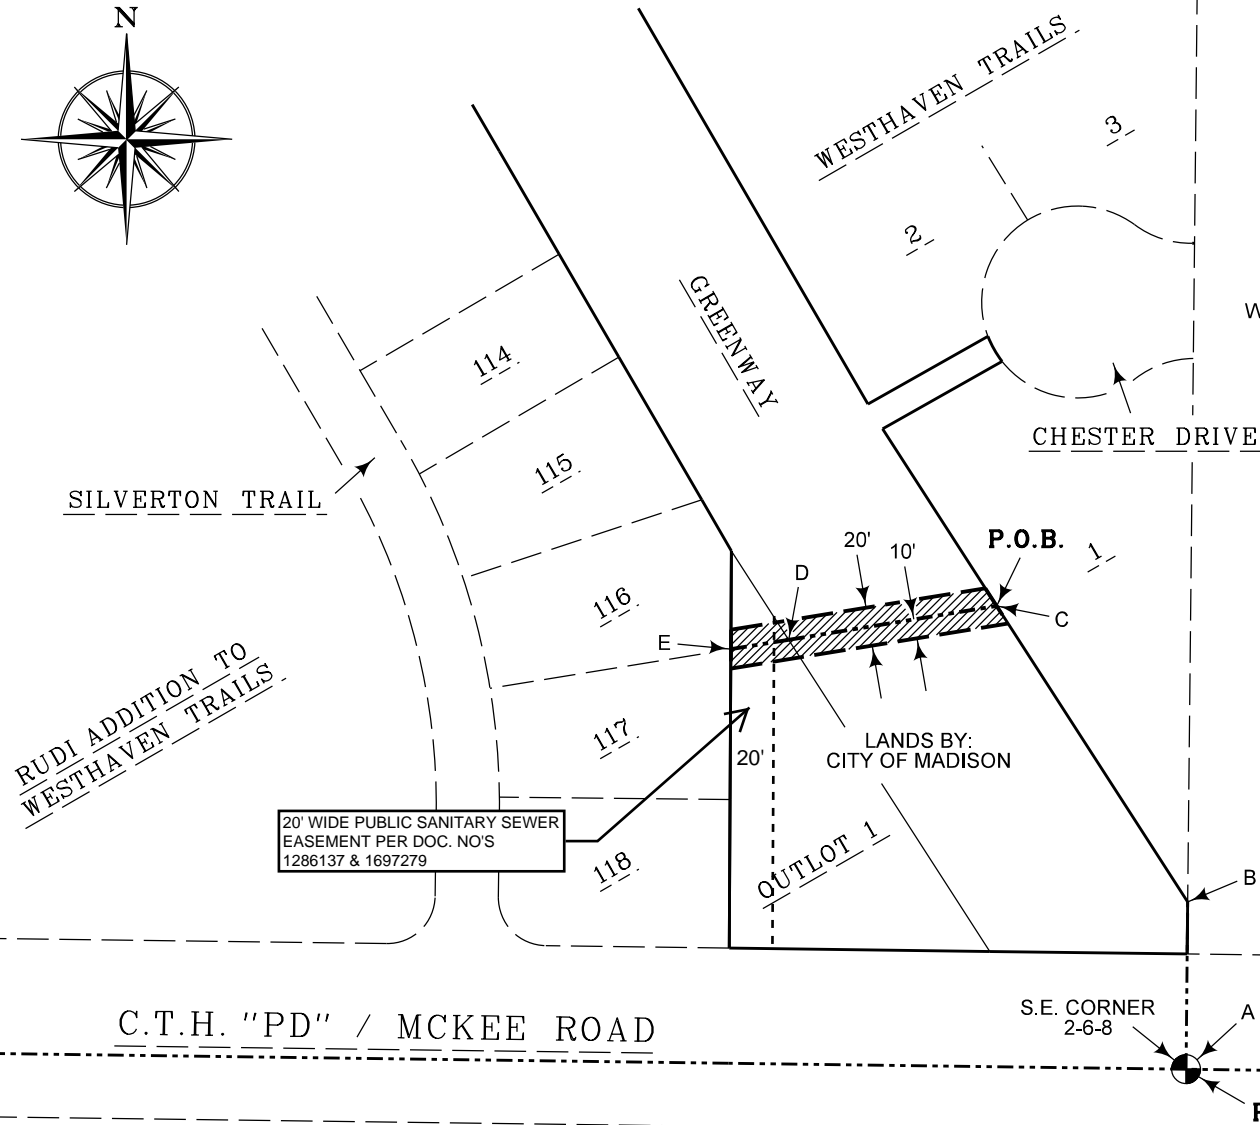 N
WESTHAVEN TRAILS
3
2
W
GREENWAY
114
CHESTER DRIVE
115
SILVERTON TRAIL
P.O.B.
1
20'
10'
D
116
C
E
RUDI ADDITION TO
WESTHAVEN TRAILS
117
LANDS BY:
CITY OF MADISON
20'
20' WIDE PUBLIC SANITARY SEWER
EASEMENT PER DOC. NO'S
1286137 & 1697279
118
OUTLOT 1
B
S.E. CORNER
2-6-8
A
C.T.H. "PD" / MCKEE ROAD